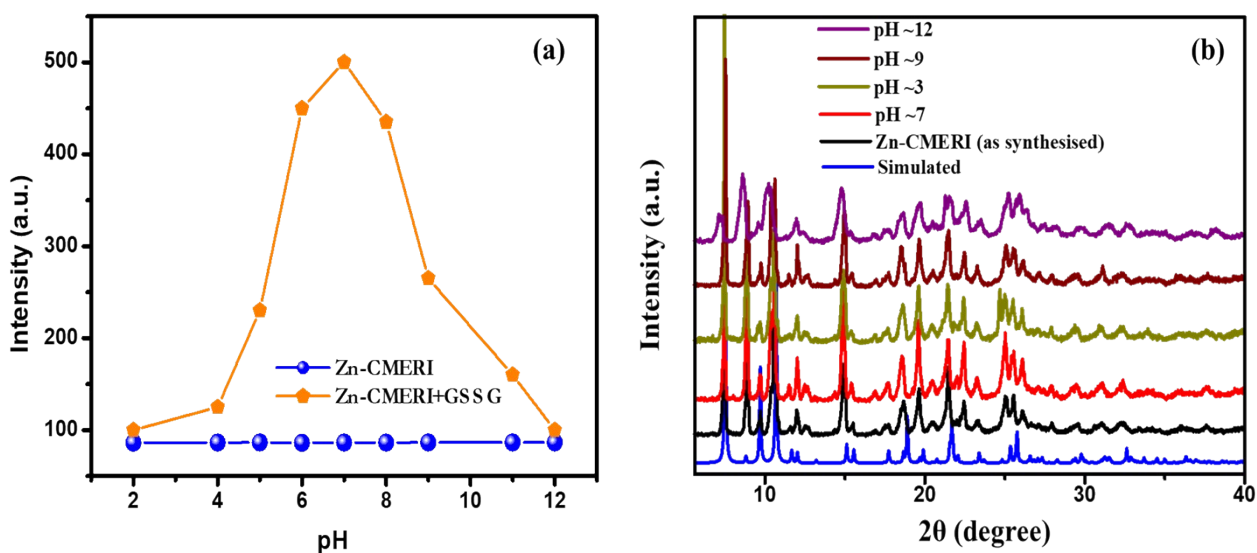 (a)
500
400
300
200
100
Intensity (a.u.)
Zn-CMERI
Zn-CMERI+GSSG
2
4
6
8
10
12
pH
(b)
pH ~12
pH ~9
pH ~3
pH ~7
Zn-CMERI (as synthesised)
Simulated
Intensity (a.u.)
10
20
30
40
2θ (degree)